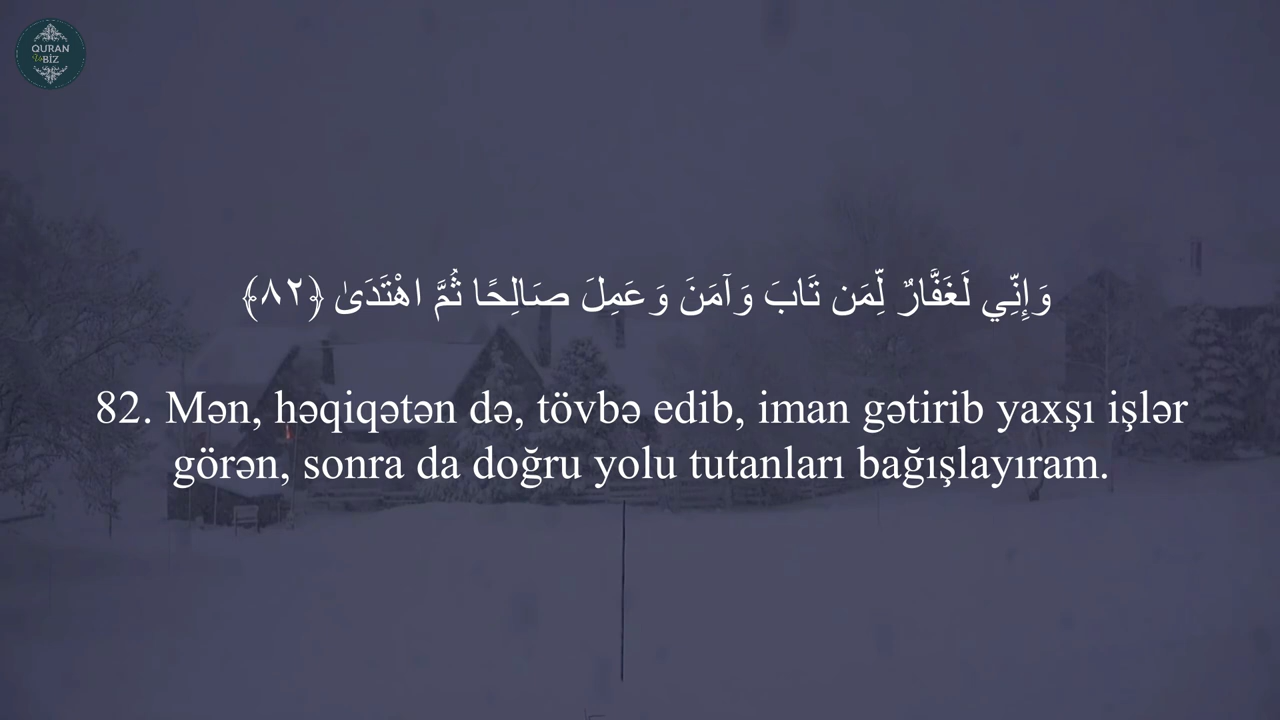 QURAN
Və BİZ
وَإِنِّي لَغَفَّارٌ لِّمَن تَابَ وَآمَنَ وَعَمِلَ صَالِحًا ثُمَّ اهْتَدَىٰ ﴿٨٢﴾
82. Mən, həqiqətən də, tövbə edib, iman gətirib yaxşı işlər
görən, sonra da doğru yolu tutanları bağışlayıram.